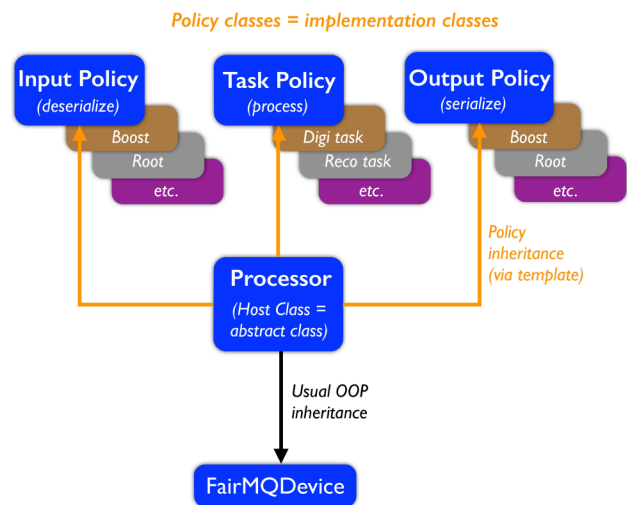 Policy classes = implementation classes
Input Policy
(deserialize)
Boost
Root
etc.
Task Policy
(process)
Digi task
Reco task
etc.
Output Policy
(serialize)
Boost
Root
etc.
Policy
inheritance
(via template)
Processor
(Host Class =
abstract class)
Usual OOP
inheritance
FairMQDevice